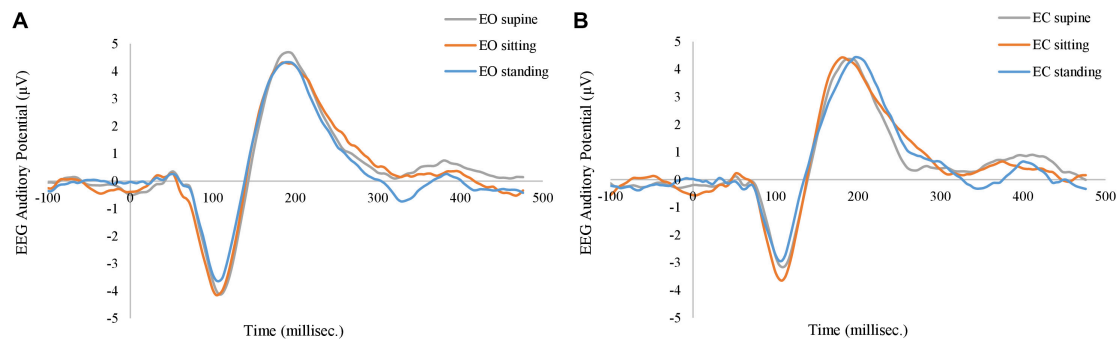 A
EO supine
EO sitting
EO standing
EEG Auditory Potential (µV)
5
4
3
2
1
0
-1
-2
-3
-4
-5
-100 0 100 200 300 400 500
Time (millisec.)
B
EC supine
EC sitting
EC standing
EEG Auditory Potential (µV)
5
4
3
2
1
0
-1
-2
-3
-4
-5
-100 0 100 200 300 400 500
Time (millisec.)